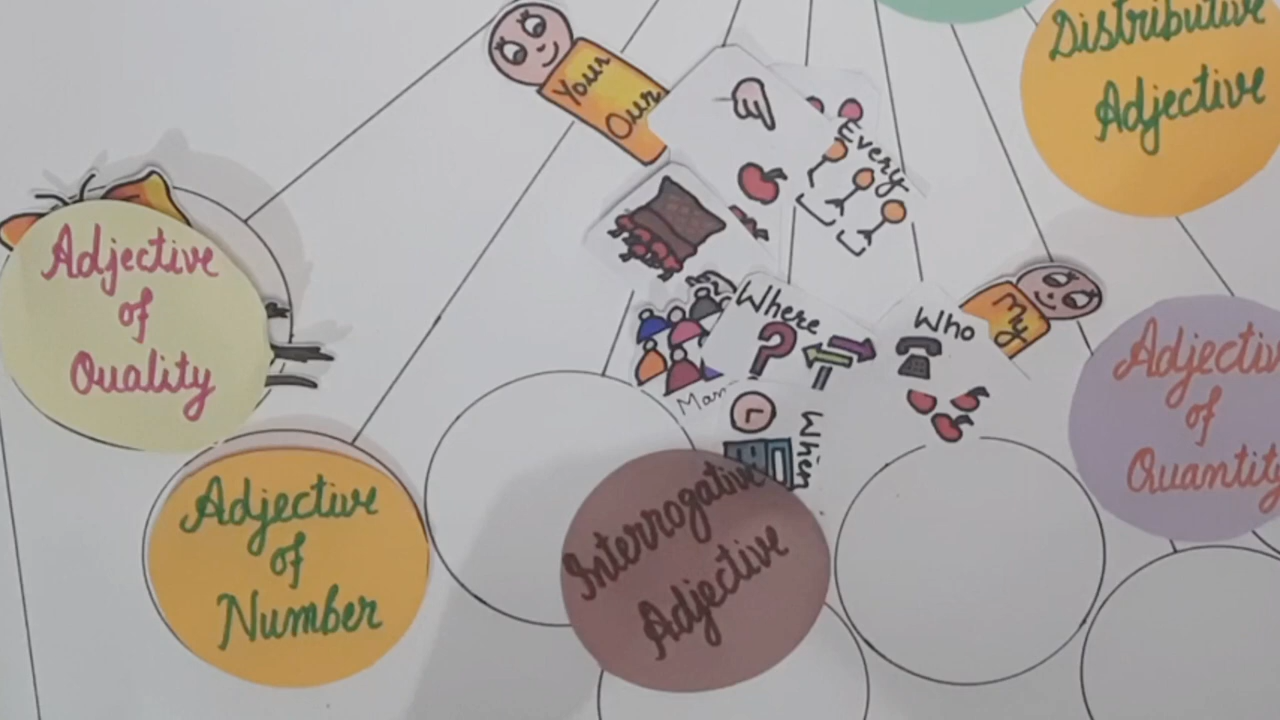 Distributive
Adjective
Your
Our
Every
Adjective
of
Quality
Where
Who
My
Adjective
of
When
Interrogative
Adjective
Adjective
of
Number